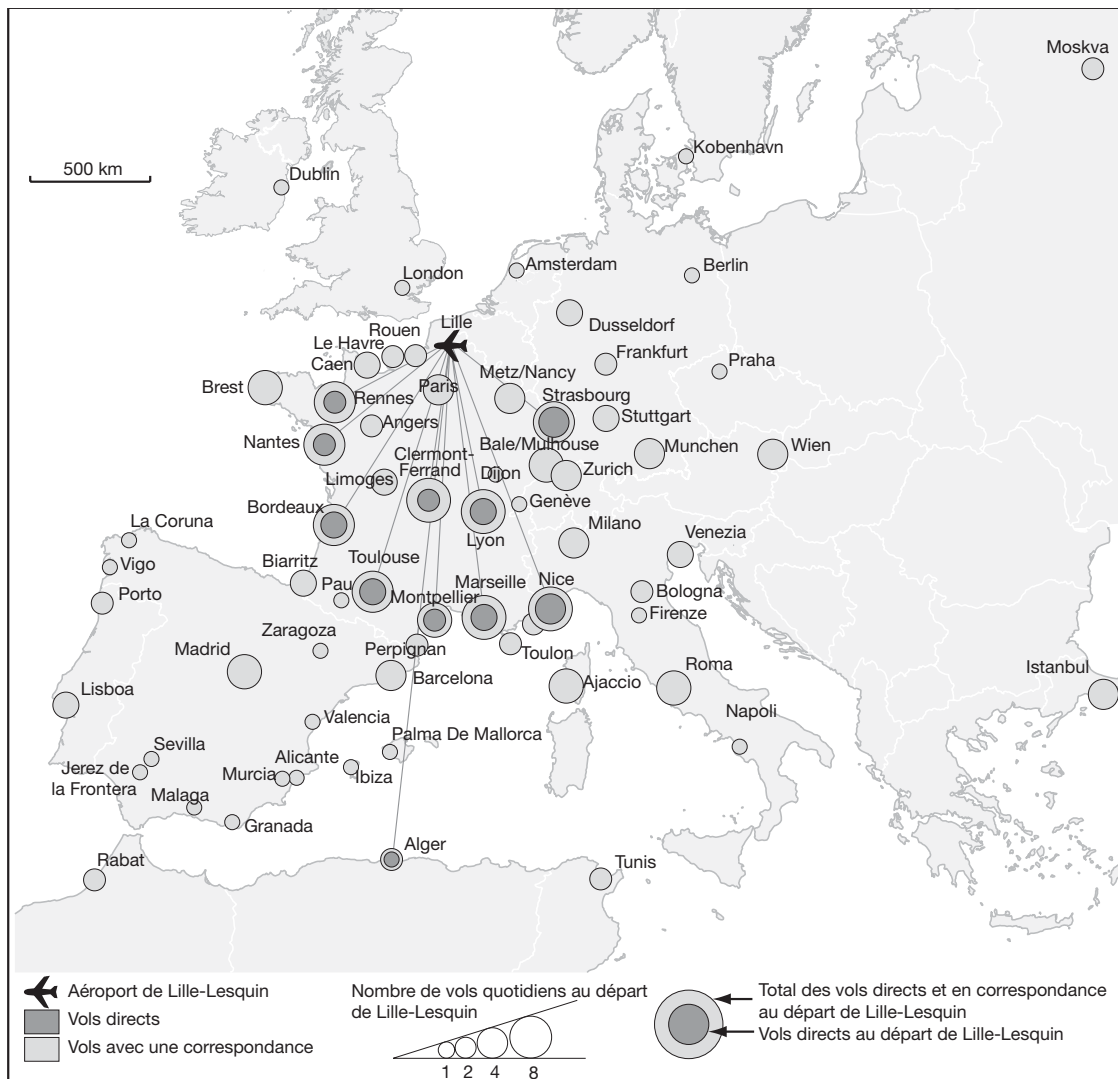 Moskva
Kobenhavn
500 km
Dublin
Amsterdam
Berlin
London
Lille
Rouen
Le Havre
Caen
Dusseldorf
Frankfurt
Praha
Metz/Nancy
Brest
Paris
Strasbourg
Rennes
Stuttgart
Angers
Nantes
Bale/Mulhouse
Munchen
Wien
Clermont-
Ferrand
Dijon
Zurich
Limoges
Genève
Bordeaux
Lyon
Milano
La Coruna
Venezia
Toulouse
Vigo
Biarritz
Pau
Marseille
Nice
Montpellier
Bologna
Porto
Firenze
Zaragoza
Perpignan
Toulon
Madrid
Barcelona
Ajaccio
Roma
Istanbul
Lisboa
Valencia
Napoli
Palma De Mallorca
Sevilla
Alicante
Jerez de
la Frontera
Murcia
Ibiza
Malaga
Granada
Alger
Rabat
Tunis
Aéroport de Lille-Lesquin
Vols directs
Vols avec une correspondance
Nombre de vols quotidiens au départ
de Lille-Lesquin
1 2 4 8
Total des vols directs et en correspondance
au départ de Lille-Lesquin
Vols directs au départ de Lille-Lesquin